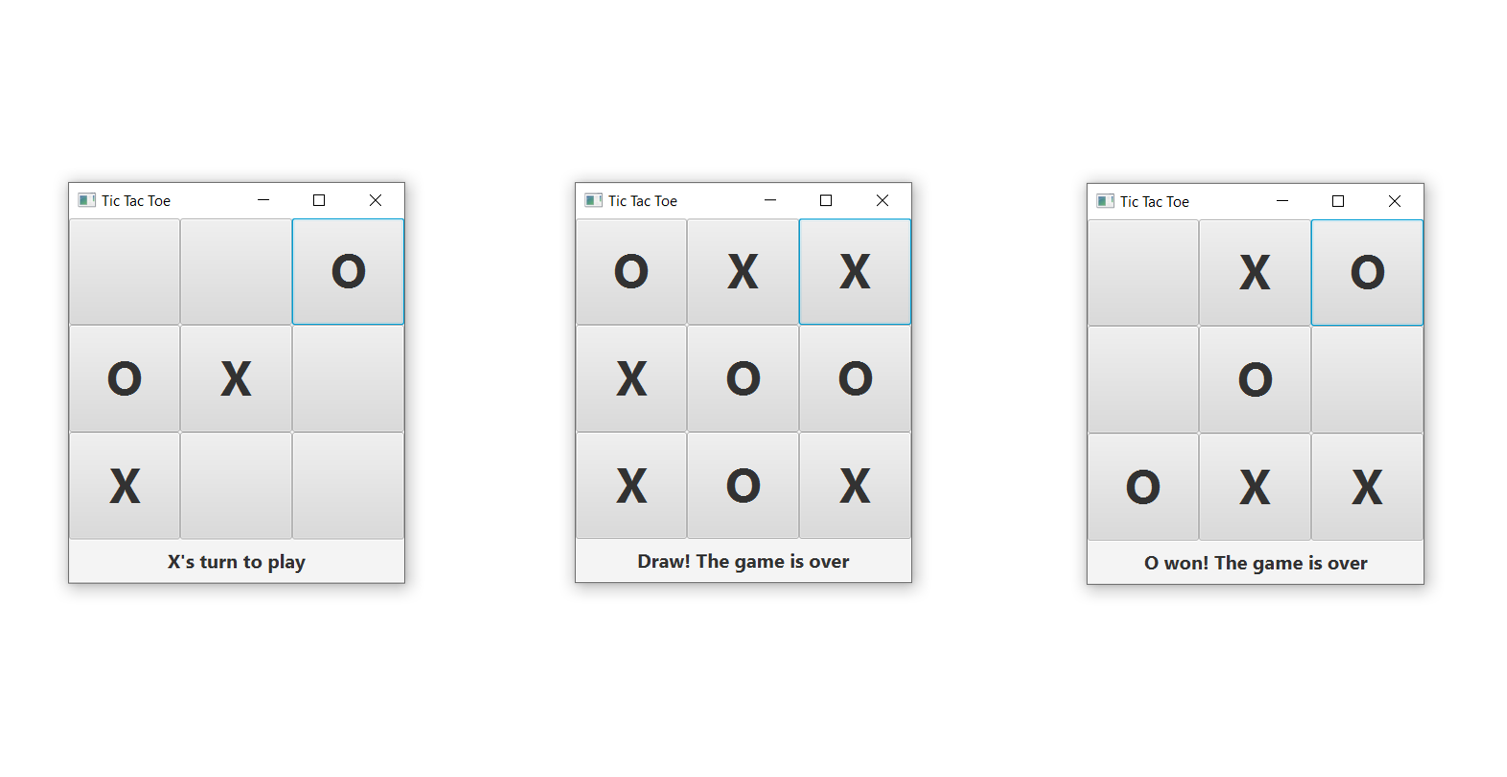 Tic Tac Toe
O
O X
X
X's turn to play
Tic Tac Toe
O X X
X O O
X O X
Draw! The game is over
Tic Tac Toe
X O
O
O X X
O won! The game is over